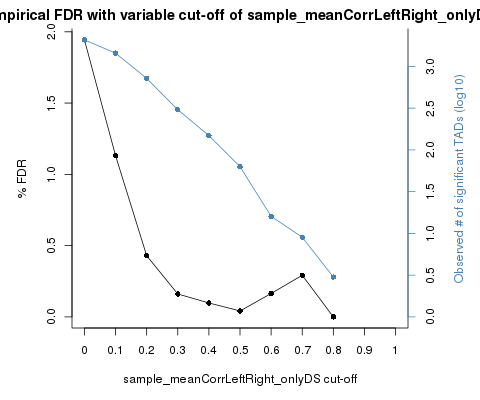 mpirical FDR with variable cut-off of sample_meanCorrLeftRight_onlyD
% FDR
2.0
1.5
1.0
0.5
0.0
3.0
2.5
2.0
1.5
1.0
0.5
0.0
Observed # of significant TADs (log10)
0 0.1 0.2 0.3 0.4 0.5 0.6 0.7 0.8 0.9 1
sample_meanCorrLeftRight_onlyDS cut-off